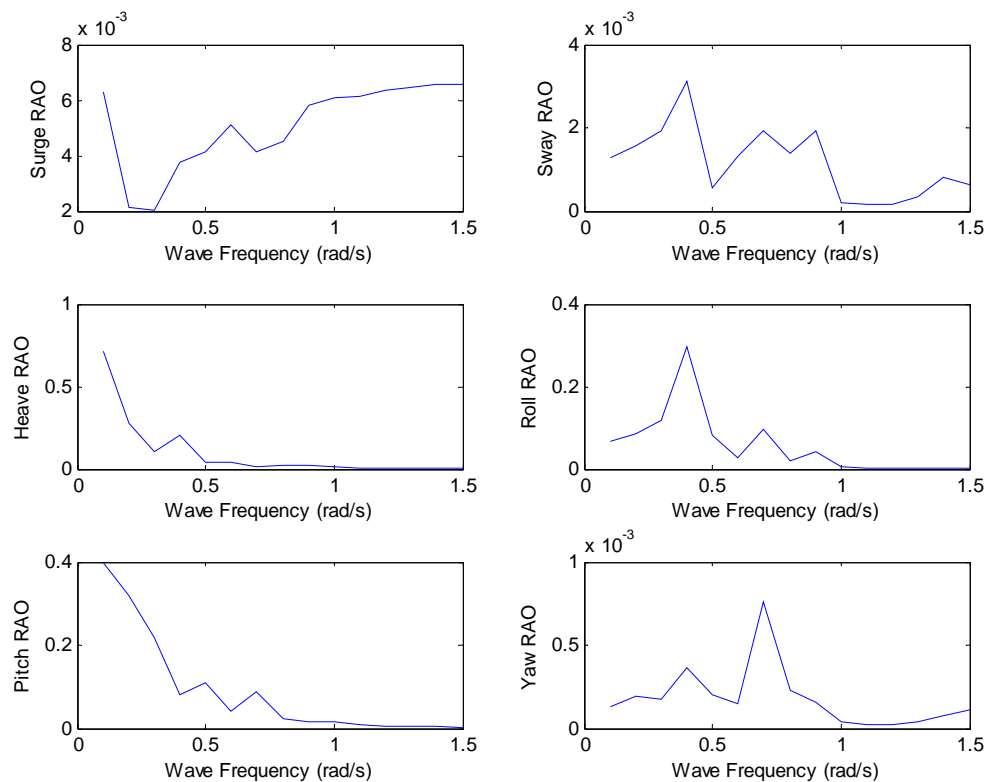 x 10^-3
8
6
4
2
Surge RAO
0 0.5 1 1.5
Wave Frequency (rad/s)
x 10^-3
4
2
0
Sway RAO
0 0.5 1 1.5
Wave Frequency (rad/s)
1
0.5
0
Heave RAO
0 0.5 1 1.5
Wave Frequency (rad/s)
0.4
0.2
0
Roll RAO
0 0.5 1 1.5
Wave Frequency (rad/s)
0.4
0.2
0
Pitch RAO
0 0.5 1 1.5
Wave Frequency (rad/s)
x 10^-3
1
0.5
0
Yaw RAO
0 0.5 1 1.5
Wave Frequency (rad/s)